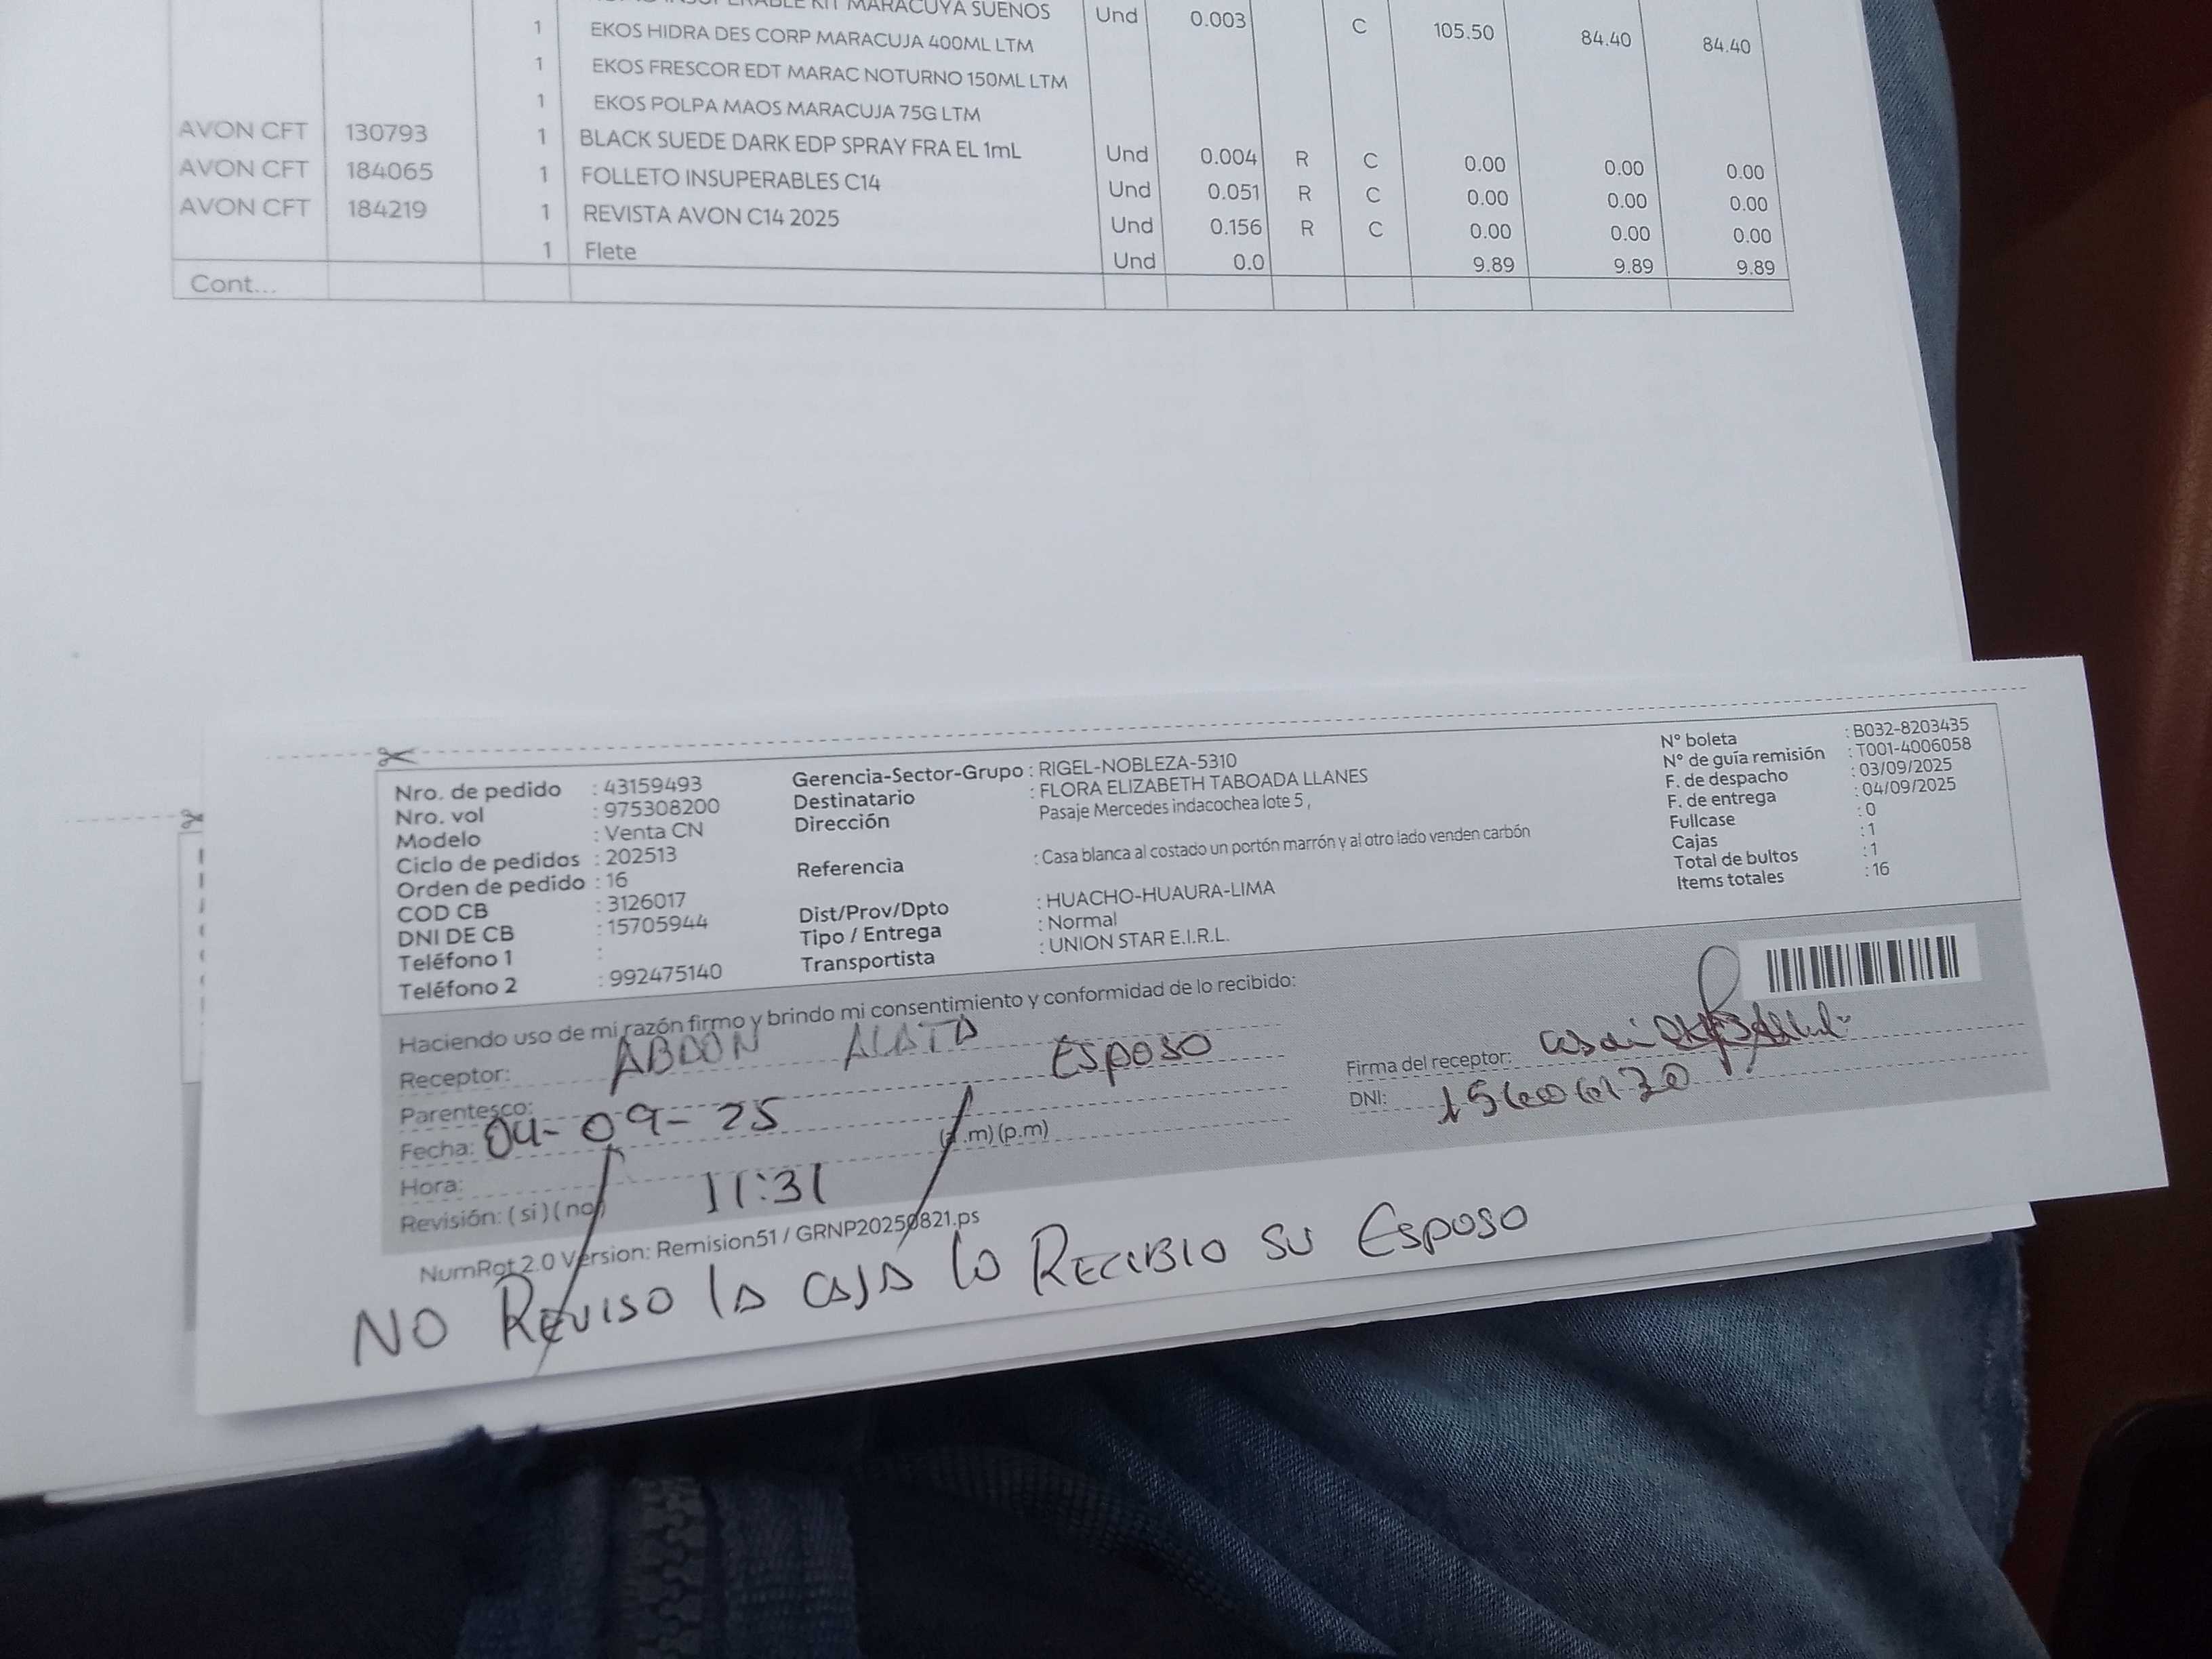 KIT MARACUYA SUEÑOS Und 0.003 C 105.50 84.40 84.40
1 EKOS HIDRA DES CORP MARACUJA 400ML LTM
1 EKOS FRESCOR EDT MARAC NOTURNO 150ML LTM
1 EKOS POLPA MAOS MARACUJA 75G LTM
AVON CFT 130793 1 BLACK SUEDE DARK EDP SPRAY FRA EL 1mL Und 0.004 R C 0.00 0.00 0.00
AVON CFT 184065 1 FOLLETO INSUPERABLES C14 Und 0.051 R C 0.00 0.00 0.00
AVON CFT 184219 1 REVISTA AVON C14 2025 Und 0.156 R C 0.00 0.00 0.00
1 Flete Und 0.0 9.89 9.89 9.89
Cont...
Nro. de pedido : 43159493
Nro. vol : 975308200
Modelo : Venta CN
Ciclo de pedidos : 202513
Orden de pedido : 16
COD CB : 3126017
DNI DE CB : 15705944
Teléfono 1 :
Teléfono 2 : 992475140
Gerencia-Sector-Grupo : RIGEL-NOBLEZA-5310
Destinatario : FLORA ELIZABETH TABOADA LLANES
Dirección Pasaje Mercedes indacochea lote 5 ,
Referencia : Casa blanca al costado un portón marrón y al otro lado venden carbón
Dist/Prov/Dpto : HUACHO-HUAURA-LIMA
Tipo / Entrega : Normal
Transportista : UNION STAR E.I.R.L.
N° boleta : B032-8203435
N° de guía remisión : T001-4006058
F. de despacho : 03/09/2025
F. de entrega : 04/09/2025
Fullcase : 0
Cajas : 1
Total de bultos : 1
Items totales : 16
Haciendo uso de mi razón firmo y brindo mi consentimiento y conformidad de lo recibido:
Receptor: ABDON
Parentesco: Esposo
Fecha: 04-09-25
Hora: 11:31 (a.m) (p.m)
Revisión: ( si ) ( no )
Firma del receptor:
DNI:
NumRot 2.0 Version: Remision51 / GRNP20250821.ps
NO REVISO LA CAJA LO RECIBIO SU ESPOSO